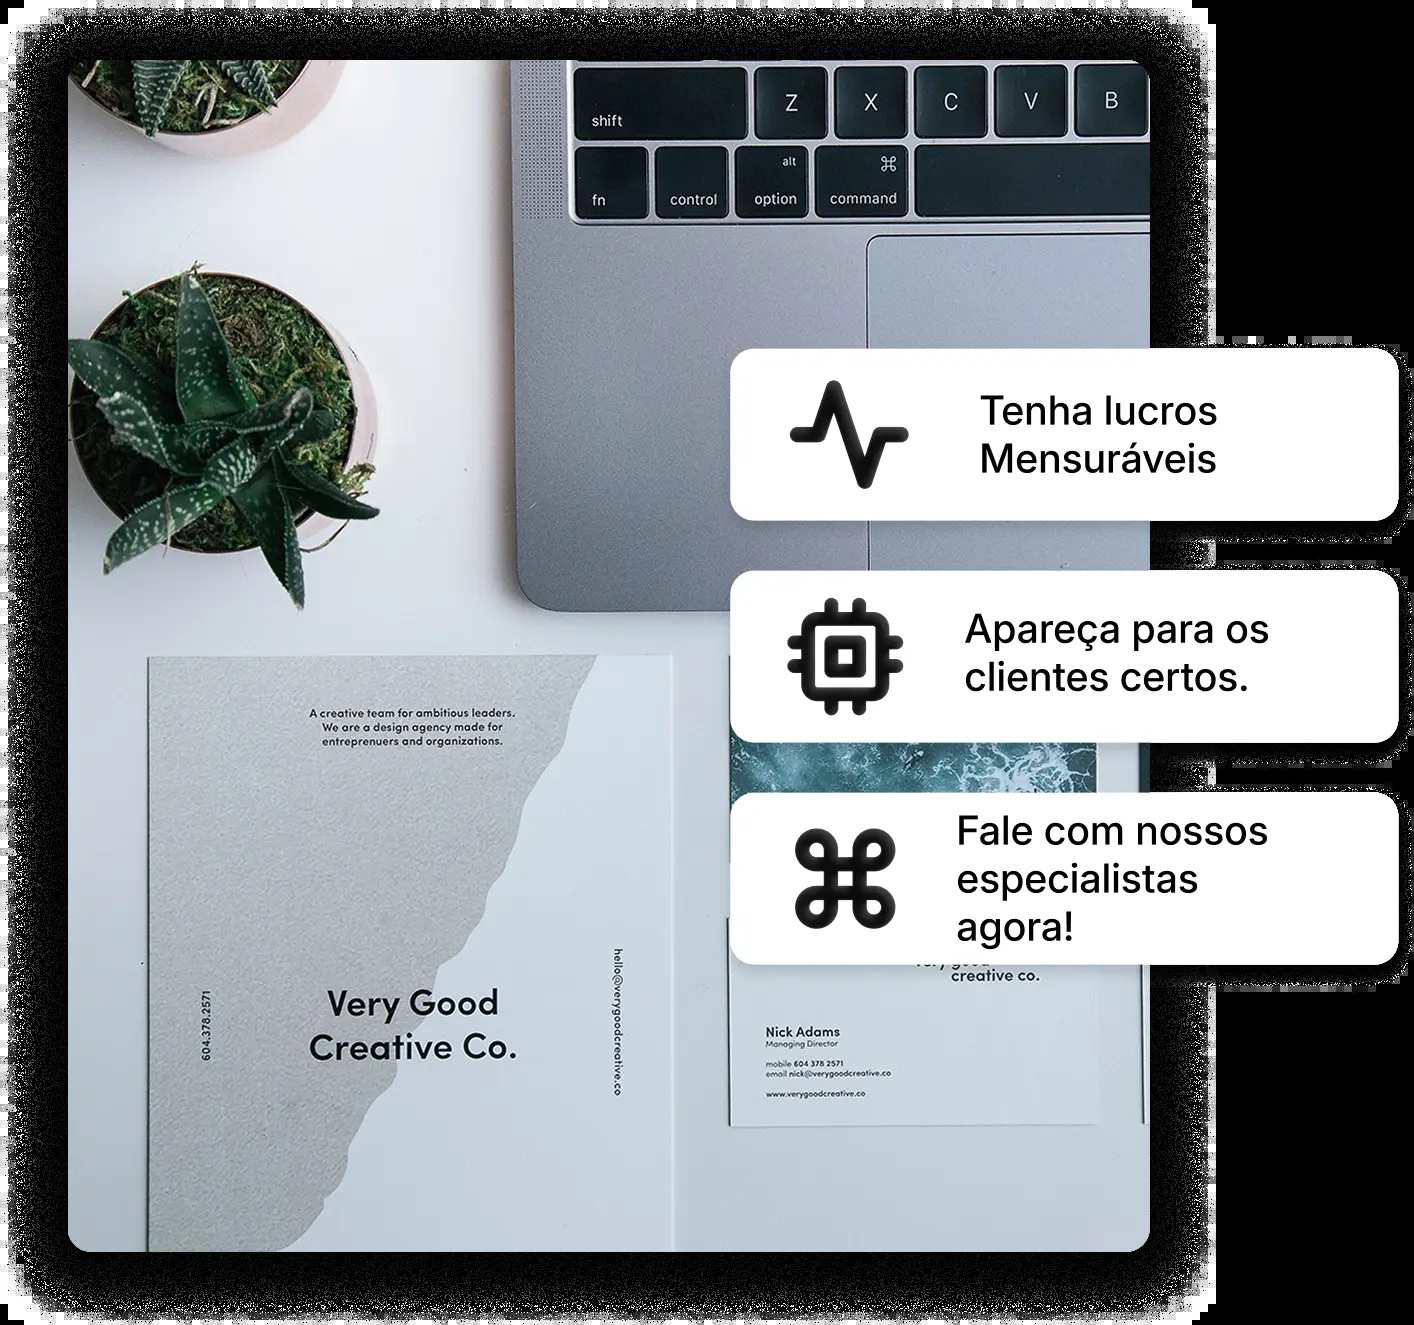 shift
Z
X
C
V
B
fn
control
alt
option
⌘
command
Tenha lucros
Mensuráveis
Apareça para os
clientes certos.
Fale com nossos
especialistas
agora!
A creative team for ambitious leaders.
We are a design agency made for
entreprenuers and organizations.
Very Good
Creative Co.
604.378.2571
hello@verygoodcreative.co
creative co.
Nick Adams
Managing Director
mobile 604 378 2571
email nick@verygoodcreative.co
www.verygoodcreative.co